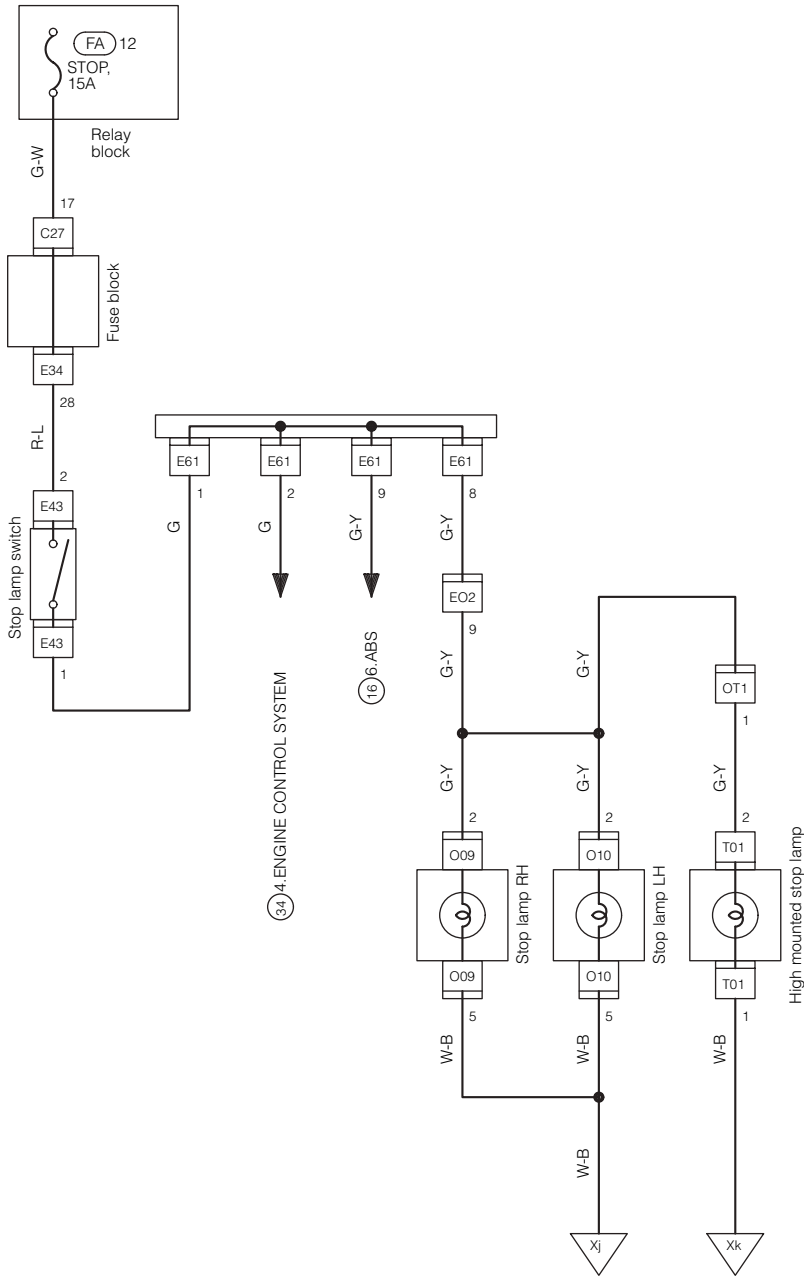 FA 12
STOP,
15A
Relay
block
G-W
17
C27
Fuse block
E34
28
R-L
2
E43
Stop lamp switch
E43
1
E61 E61 E61 E61
1 2 9 8
G G G-Y G-Y
EO2
9
34 4. ENGINE CONTROL SYSTEM
16 6. ABS
G-Y G-Y
OT1
1
G-Y G-Y G-Y
2 2 2
O09 O10 T01
Stop lamp RH
Stop lamp LH
High mounted stop lamp
O09 O10 T01
5 5 1
W-B W-B W-B
W-B
Xj Xk